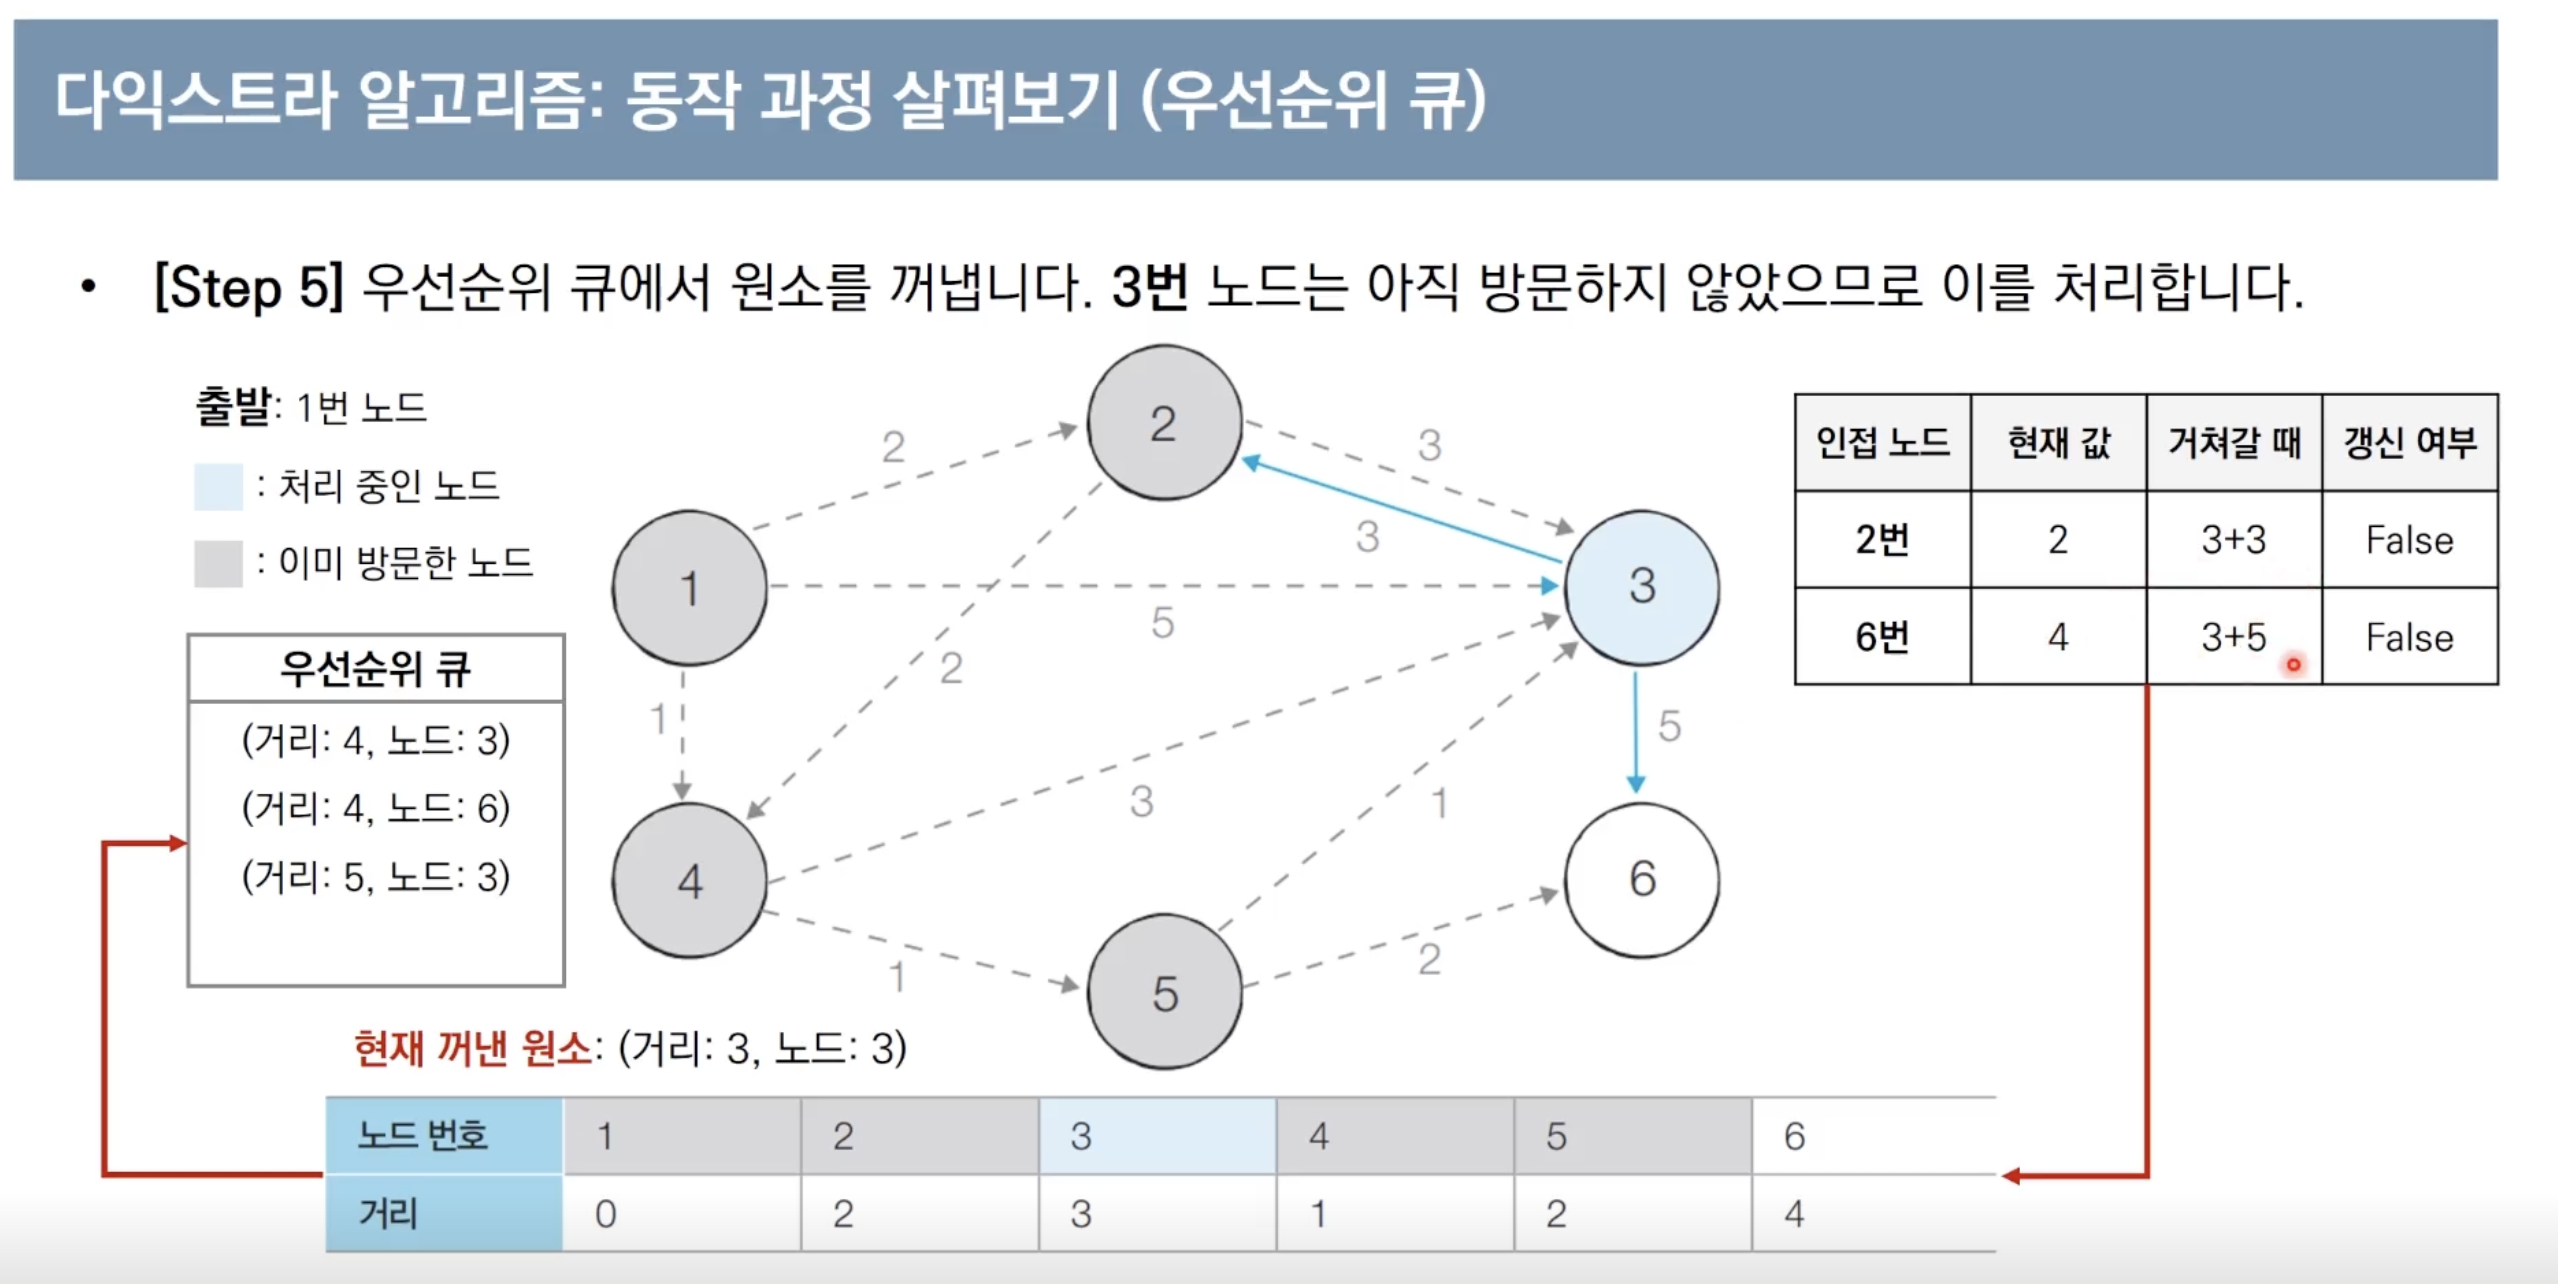 다익스트라 알고리즘: 동작 과정 살펴보기 (우선순위 큐)
• [Step 5] 우선순위 큐에서 원소를 꺼냅니다. 3번 노드는 아직 방문하지 않았으므로 이를 처리합니다.
출발: 1번 노드
: 처리 중인 노드
: 이미 방문한 노드
우선순위 큐
(거리: 4, 노드: 3)
(거리: 4, 노드: 6)
(거리: 5, 노드: 3)
2
2
3
3
1
5
3
2
1
3
1
5
4
6
1
2
5
인접 노드 현재 값 거쳐갈 때 갱신 여부
2번 2 3+3 False
6번 4 3+5 False
현재 꺼낸 원소: (거리: 3, 노드: 3)
노드 번호 1 2 3 4 5 6
거리 0 2 3 1 2 4